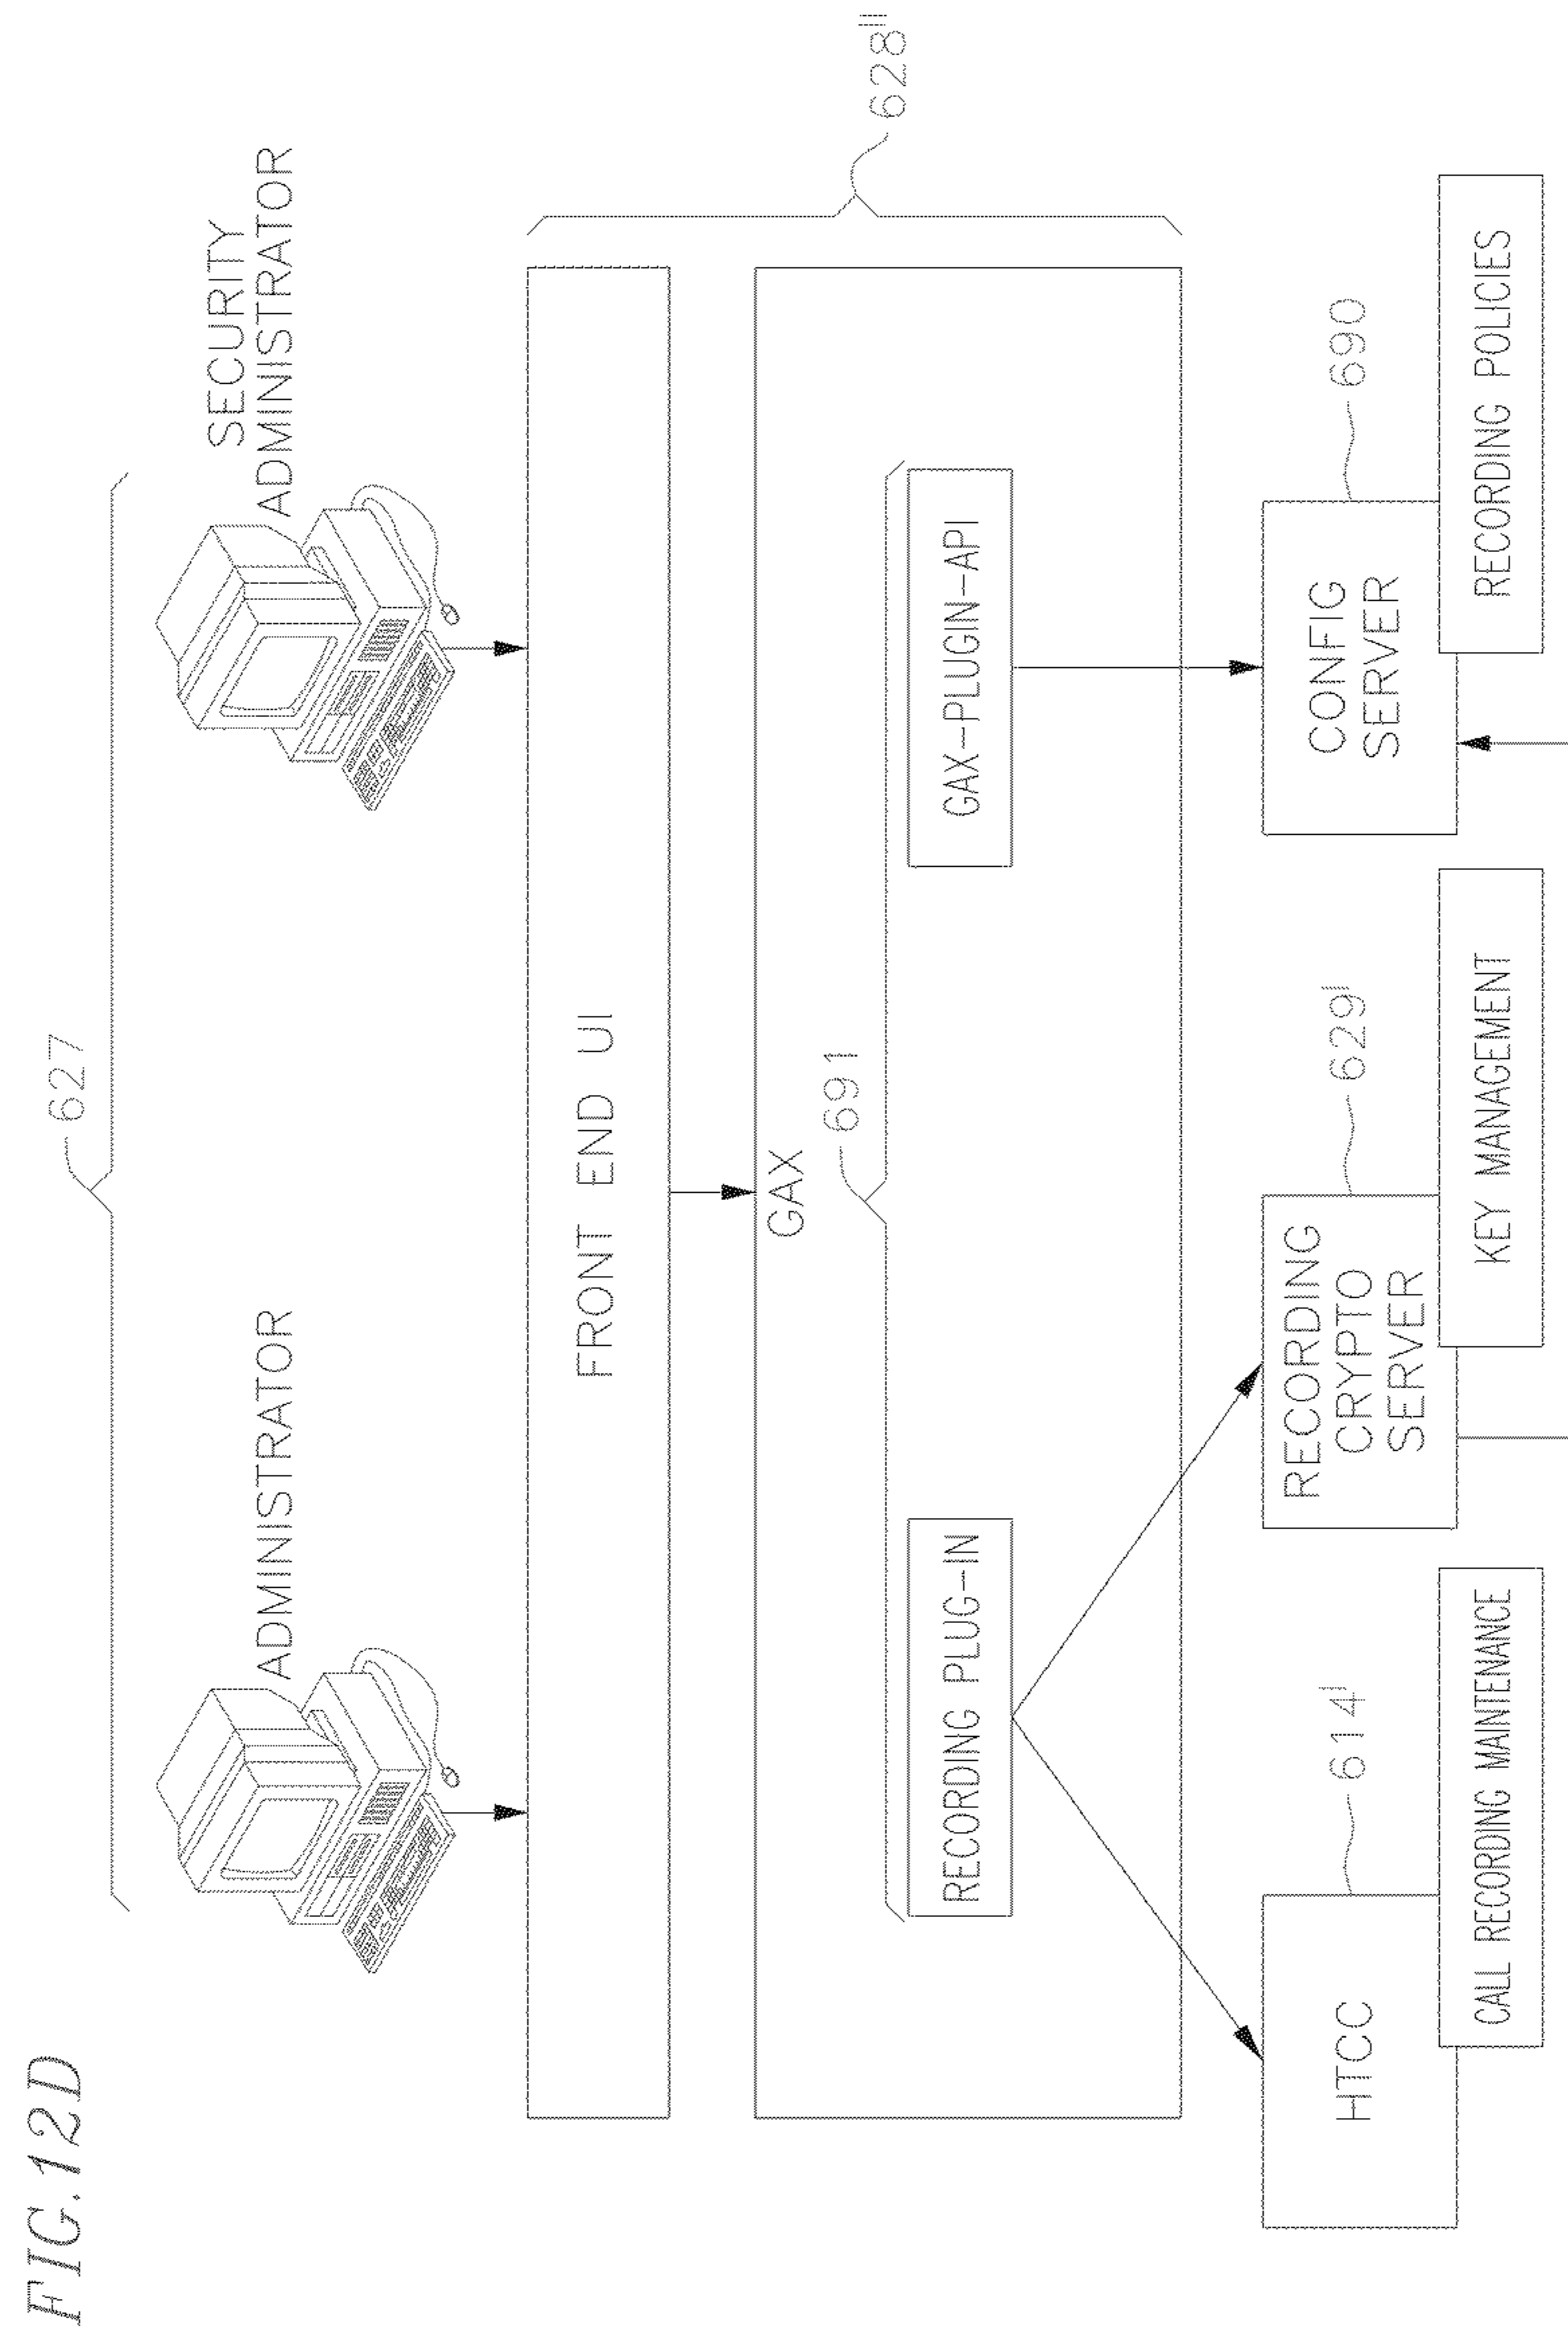 FIG.12D
627
ADMINISTRATOR
SECURITY
ADMINISTRATOR
FRONT END UI
628'''
GAX
691
RECORDING PLUG-IN
GAX-PLUGIN-API
614'
HTCC
CALL RECORDING MAINTENANCE
629'
RECORDING
CRYPTO
SERVER
KEY MANAGEMENT
690
CONFIG
SERVER
RECORDING POLICIES